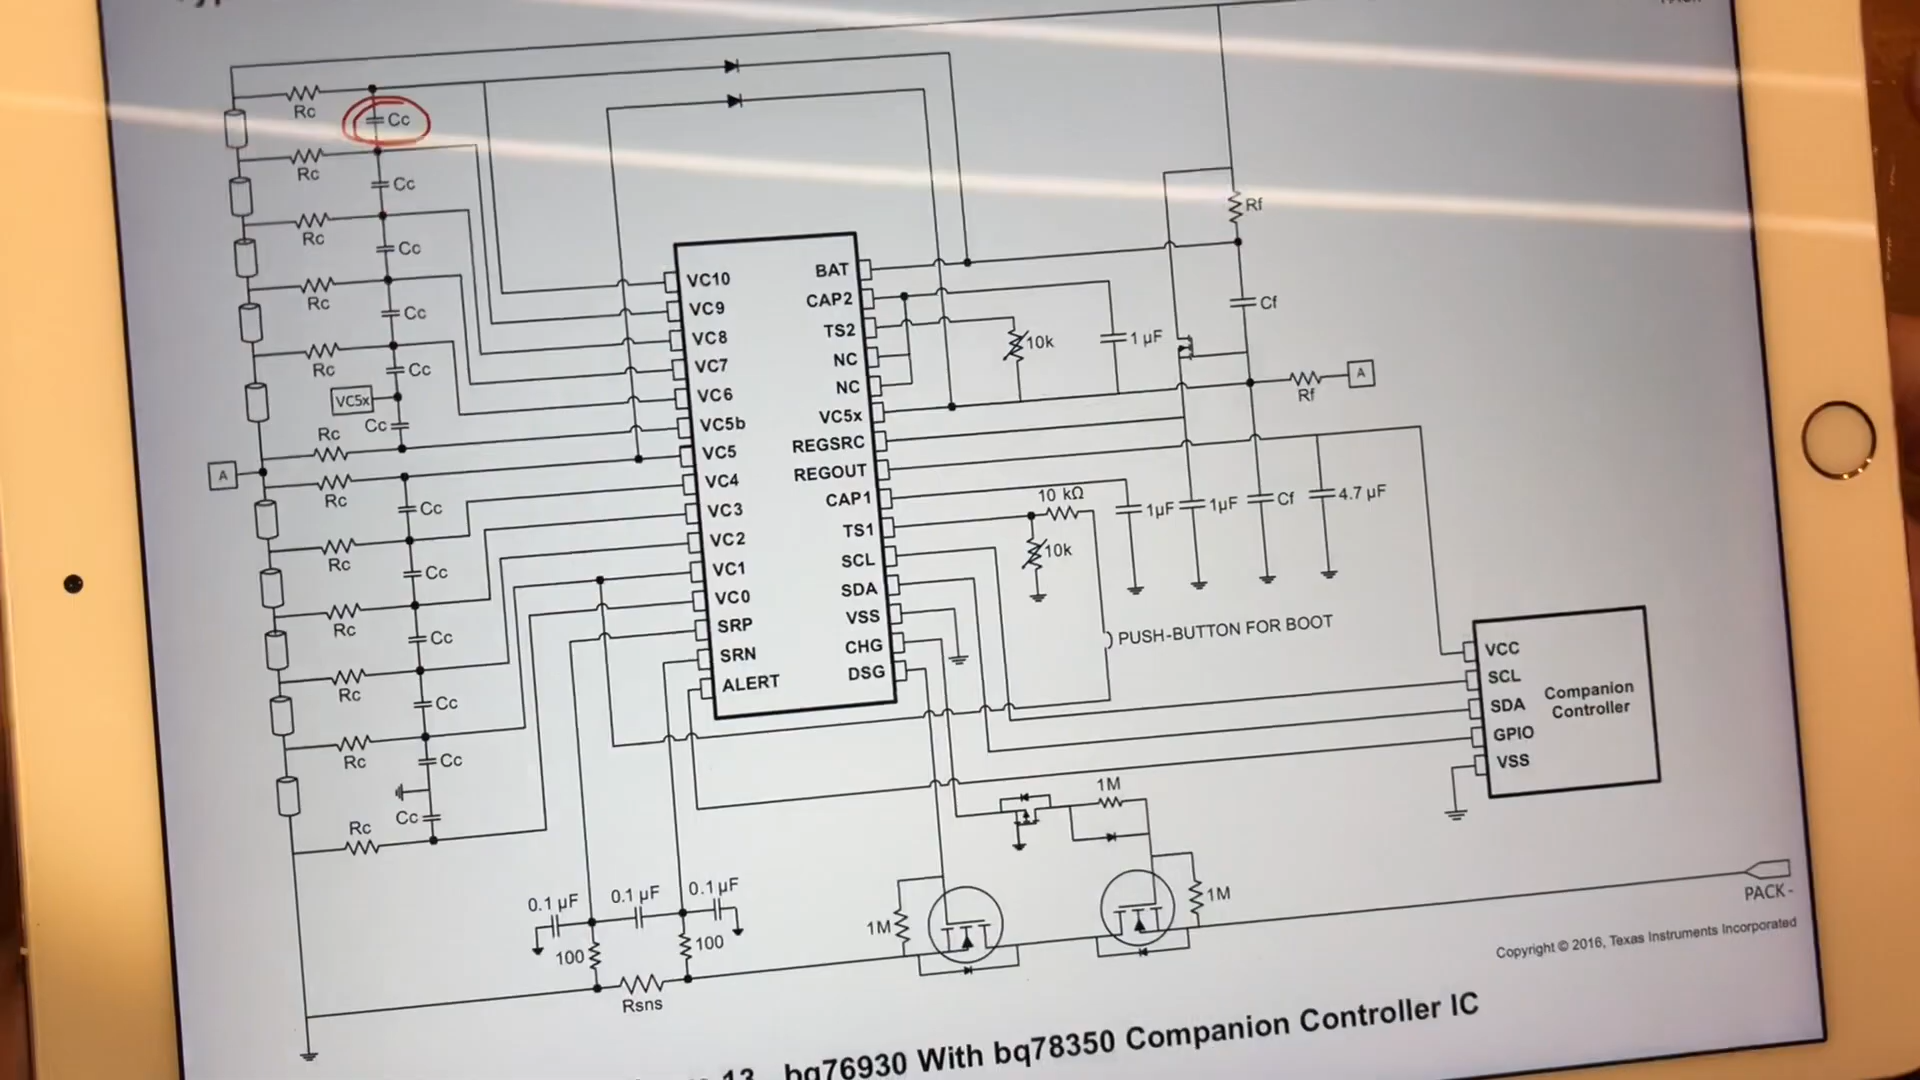 Rc
Cc
Rc
Cc
Rc
Cc
Rc
Cc
Rc
Cc
VC5x
Cc
Rc
A
Rc
Cc
Rc
Cc
Rc
Cc
Rc
Cc
Rc
Cc
Cc
Rc
VC10
VC9
VC8
VC7
VC6
VC5b
VC5
VC4
VC3
VC2
VC1
VC0
SRP
SRN
ALERT
BAT
CAP2
TS2
NC
NC
VC5x
REGSRC
REGOUT
CAP1
TS1
SCL
SDA
VSS
CHG
DSG
10k
1 µF
Rf
Cf
Rf
A
10 kΩ
10k
1µF
1µF
Cf
4.7 µF
PUSH-BUTTON FOR BOOT
VCC
SCL
SDA
GPIO
VSS
Companion
Controller
1M
1M
1M
0.1 µF
0.1 µF
0.1 µF
100
100
Rsns
PACK-
Copyright © 2016, Texas Instruments Incorporated
13. bq76930 With bq78350 Companion Controller IC